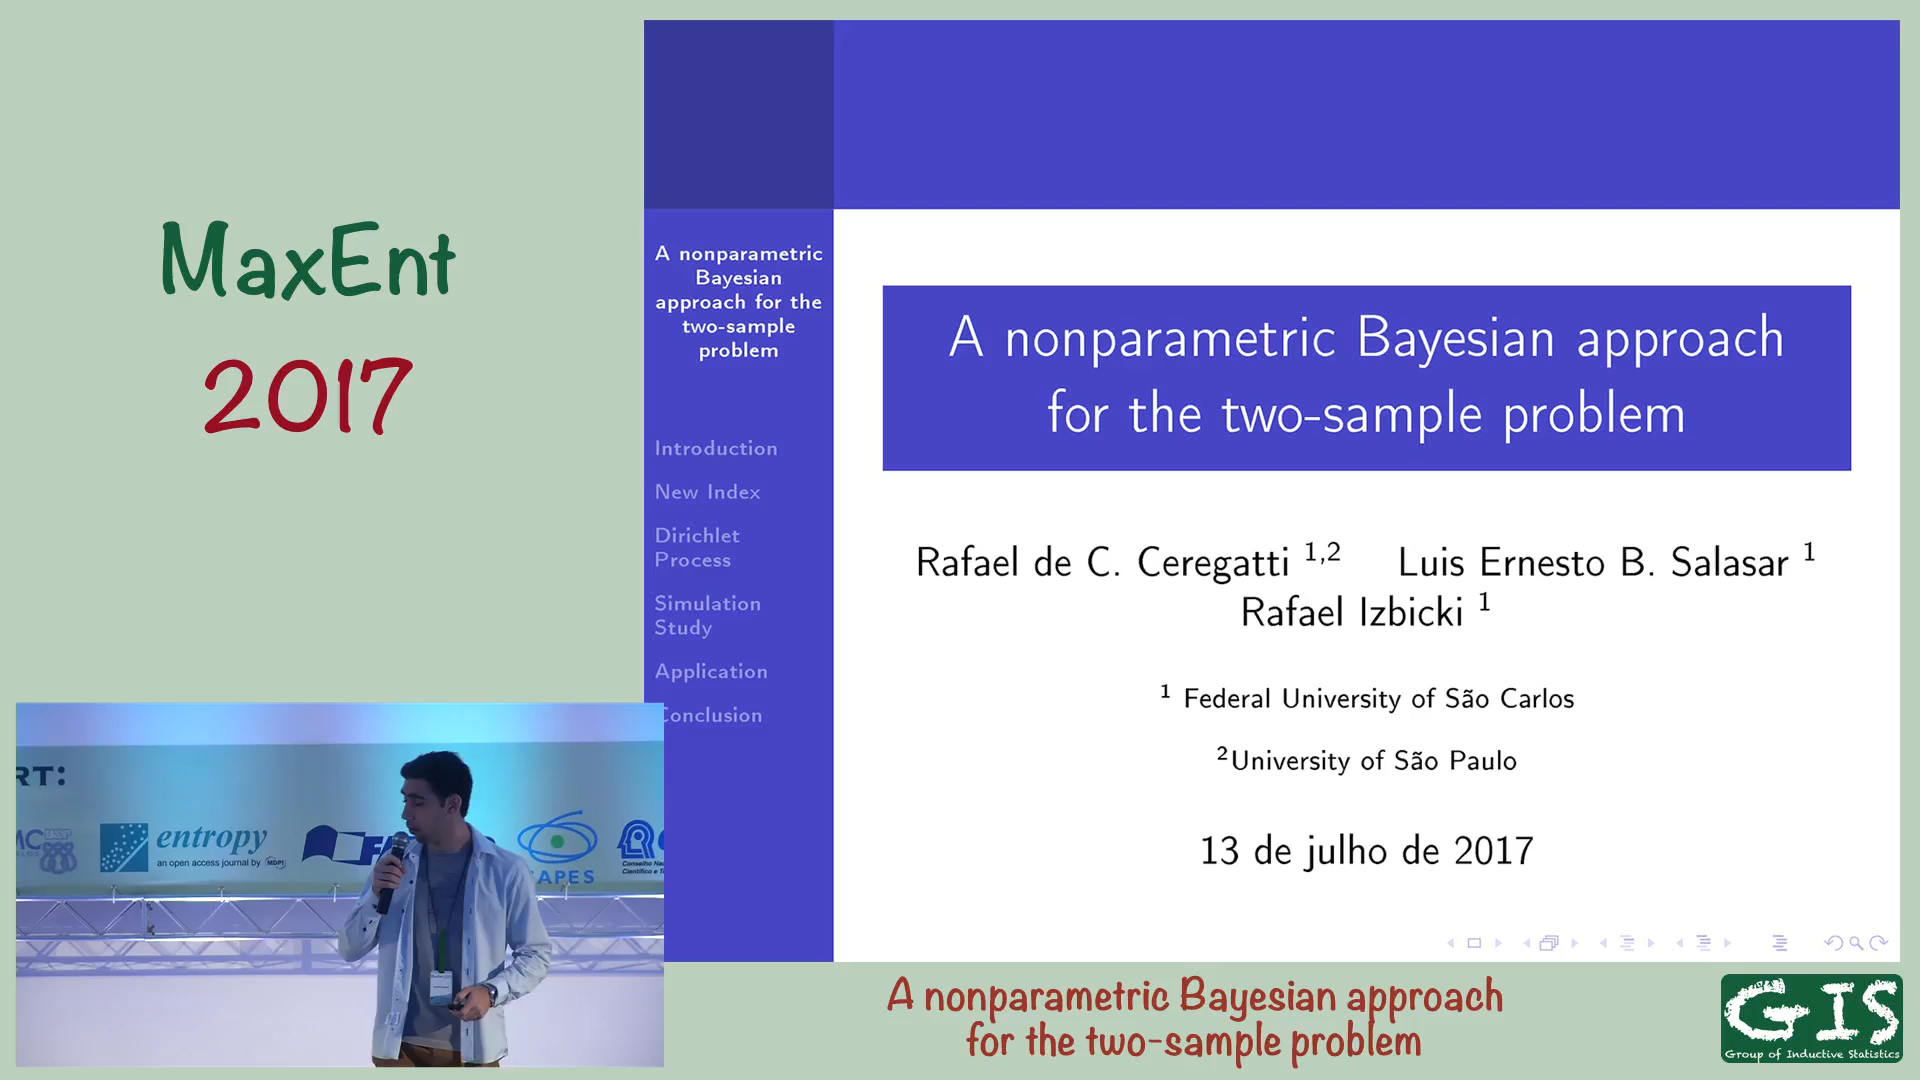 MaxEnt
2017
A nonparametric
Bayesian
approach for the
two-sample
problem
Introduction
New Index
Dirichlet
Process
Simulation
Study
Application
Conclusion
A nonparametric Bayesian approach
for the two-sample problem
Rafael de C. Ceregatti 1,2 Luis Ernesto B. Salasar 1
Rafael Izbicki 1
1 Federal University of São Carlos
2University of São Paulo
13 de julho de 2017
RT:
entropy
an open access journal by MDPI
APES
A nonparametric Bayesian approach
for the two-sample problem
GIS
Group of Inductive Statistics